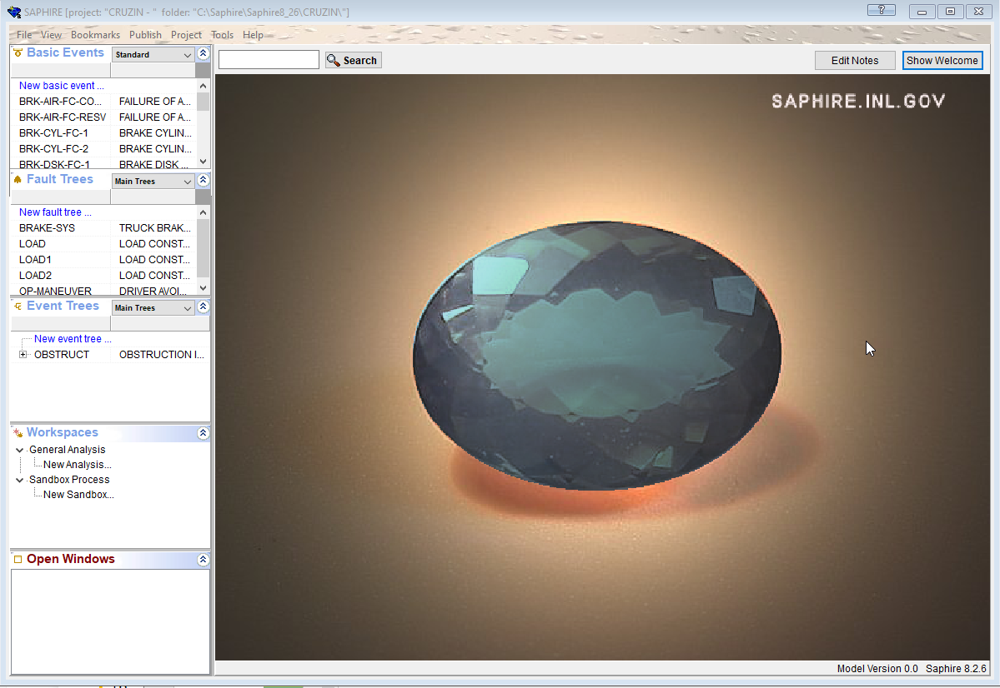 SAPHIRE [project: "CRUZIN - " folder: "C:\Saphire\Saphire8_26\CRUZIN\"]
?
File View Bookmarks Publish Project Tools Help
Basic Events Standard
New basic event ...
BRK-AIR-FC-CO... FAILURE OF A...
BRK-AIR-FC-RESV FAILURE OF A...
BRK-CYL-FC-1 BRAKE CYLIN...
BRK-CYL-FC-2 BRAKE CYLIN...
BRK-DSK-FC-1 BRAKE DISK ...
Fault Trees Main Trees
New fault tree ...
BRAKE-SYS TRUCK BRAK...
LOAD LOAD CONST...
LOAD1 LOAD CONST...
LOAD2 LOAD CONST...
OP-MANEUVER DRIVER AVOI...
Event Trees Main Trees
New event tree ...
OBSTRUCT OBSTRUCTION I...
Workspaces
General Analysis
New Analysis...
Sandbox Process
New Sandbox...
Open Windows
Search
Edit Notes
Show Welcome
SAPHIRE.INL.GOV
Model Version 0.0 Saphire 8.2.6